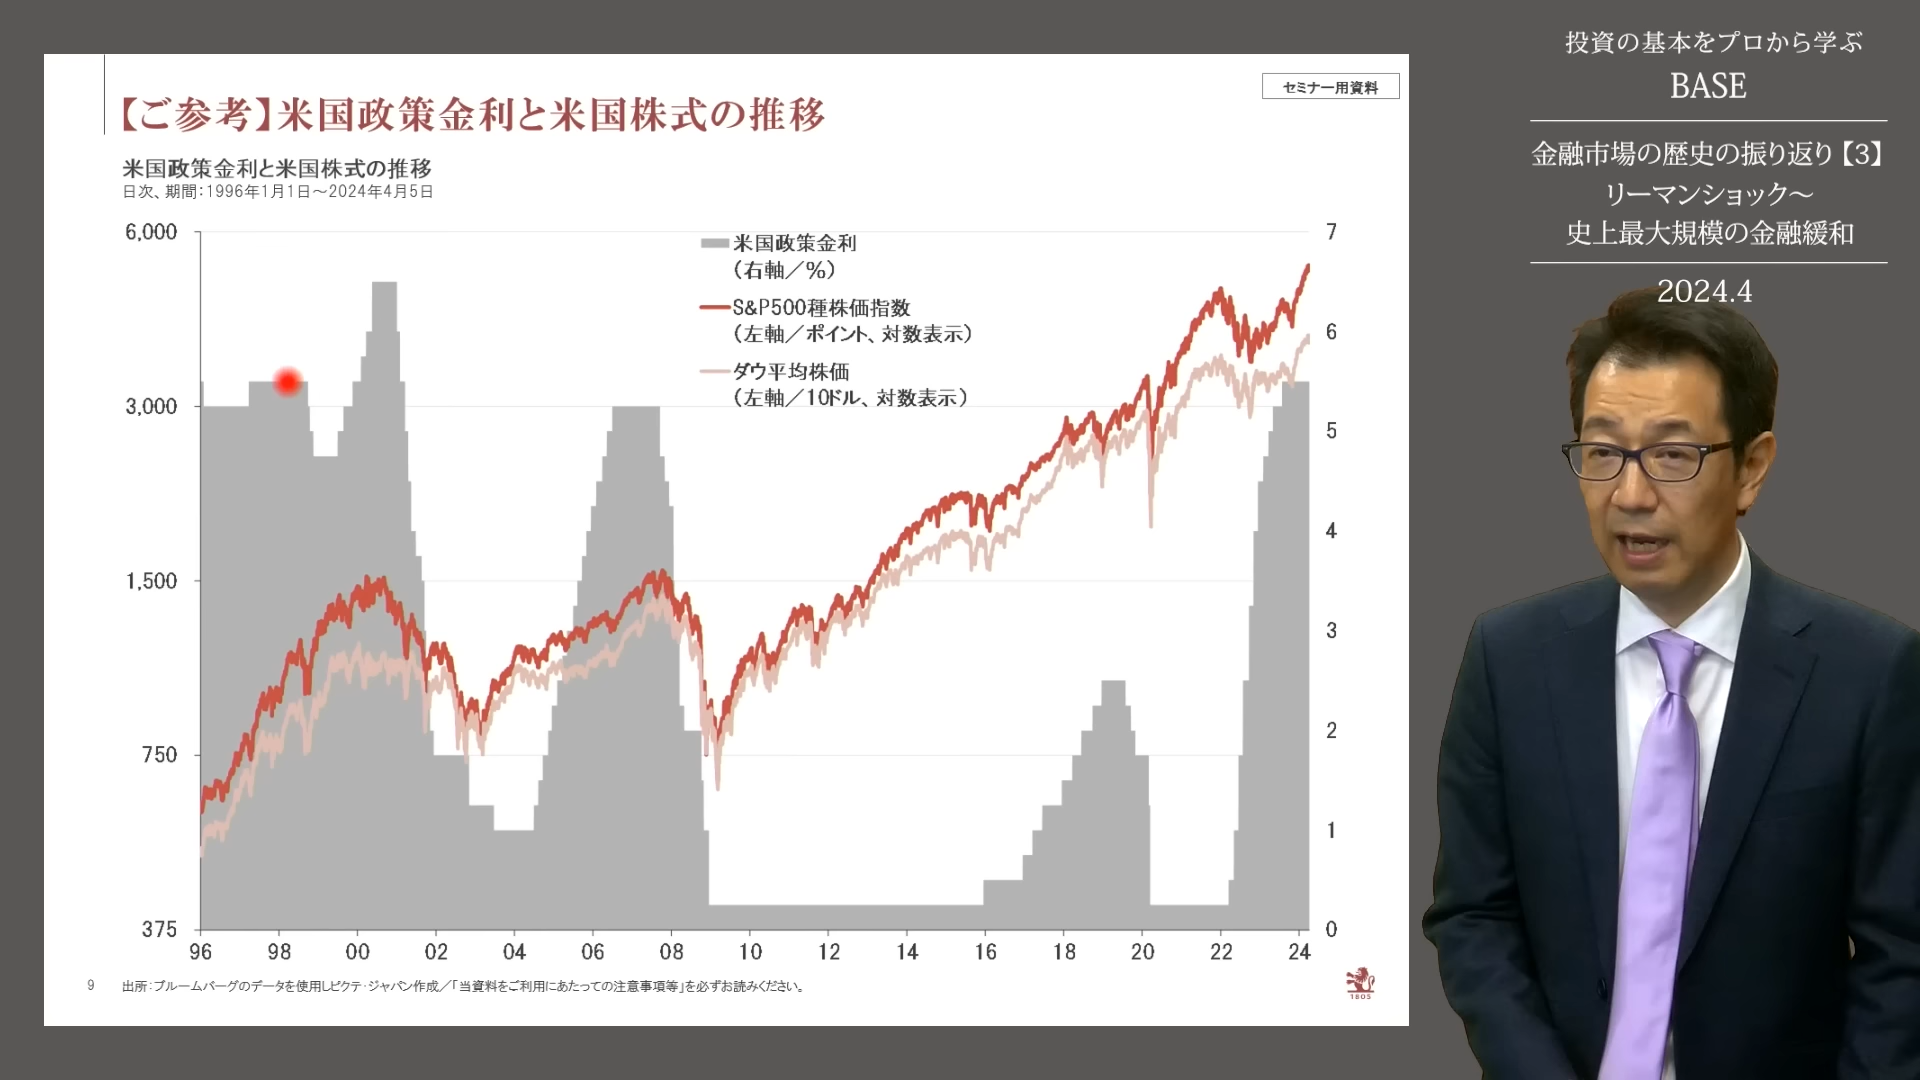 セミナー用資料
【ご参考】米国政策金利と米国株式の推移
米国政策金利と米国株式の推移
日次、期間：1996年1月1日～2024年4月5日
6,000
3,000
1,500
750
375
7
6
5
4
3
2
1
0
米国政策金利
（右軸／％）
S&P500種株価指数
（左軸／ポイント、対数表示）
ダウ平均株価
（左軸／10ドル、対数表示）
96 98 00 02 04 06 08 10 12 14 16 18 20 22 24
9
出所：ブルームバーグのデータを使用しピクテ・ジャパン作成／「当資料をご利用にあたっての注意事項等」を必ずお読みください。
1805
投資の基本をプロから学ぶ
BASE
金融市場の歴史の振り返り【3】
リーマンショック～
史上最大規模の金融緩和
2024.4